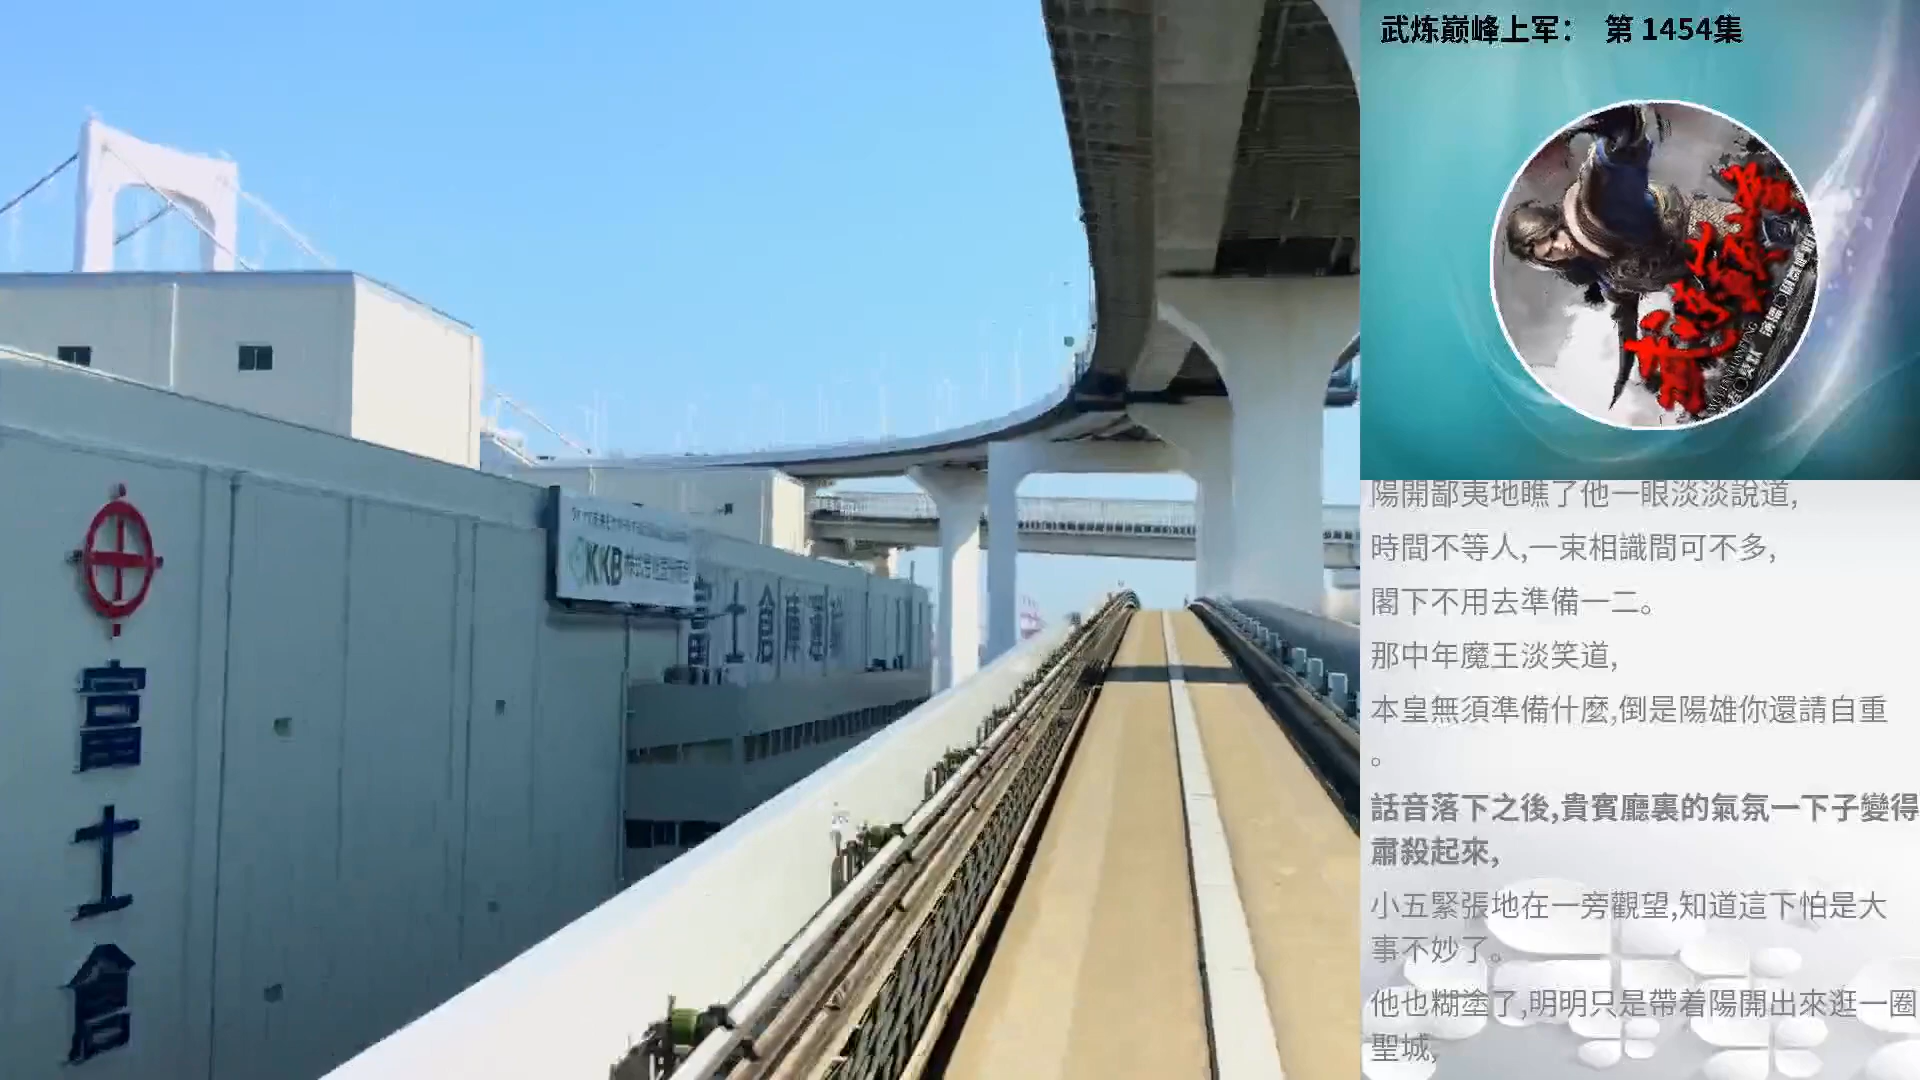 武炼巅峰上军： 第 1454集
陽開鄙夷地瞧了他一眼淡淡說道,
時間不等人,一束相識間可不多,
閣下不用去準備一二。
那中年魔王淡笑道,
本皇無須準備什麼,倒是陽雄你還請自重
。
話音落下之後,貴賓廳裏的氣氛一下子變得
肅殺起來,
小五緊張地在一旁觀望,知道這下怕是大
事不妙了。
他也糊塗了,明明只是帶着陽開出來逛一圈
聖城,
富士倉
KKB
富士倉庫運輸